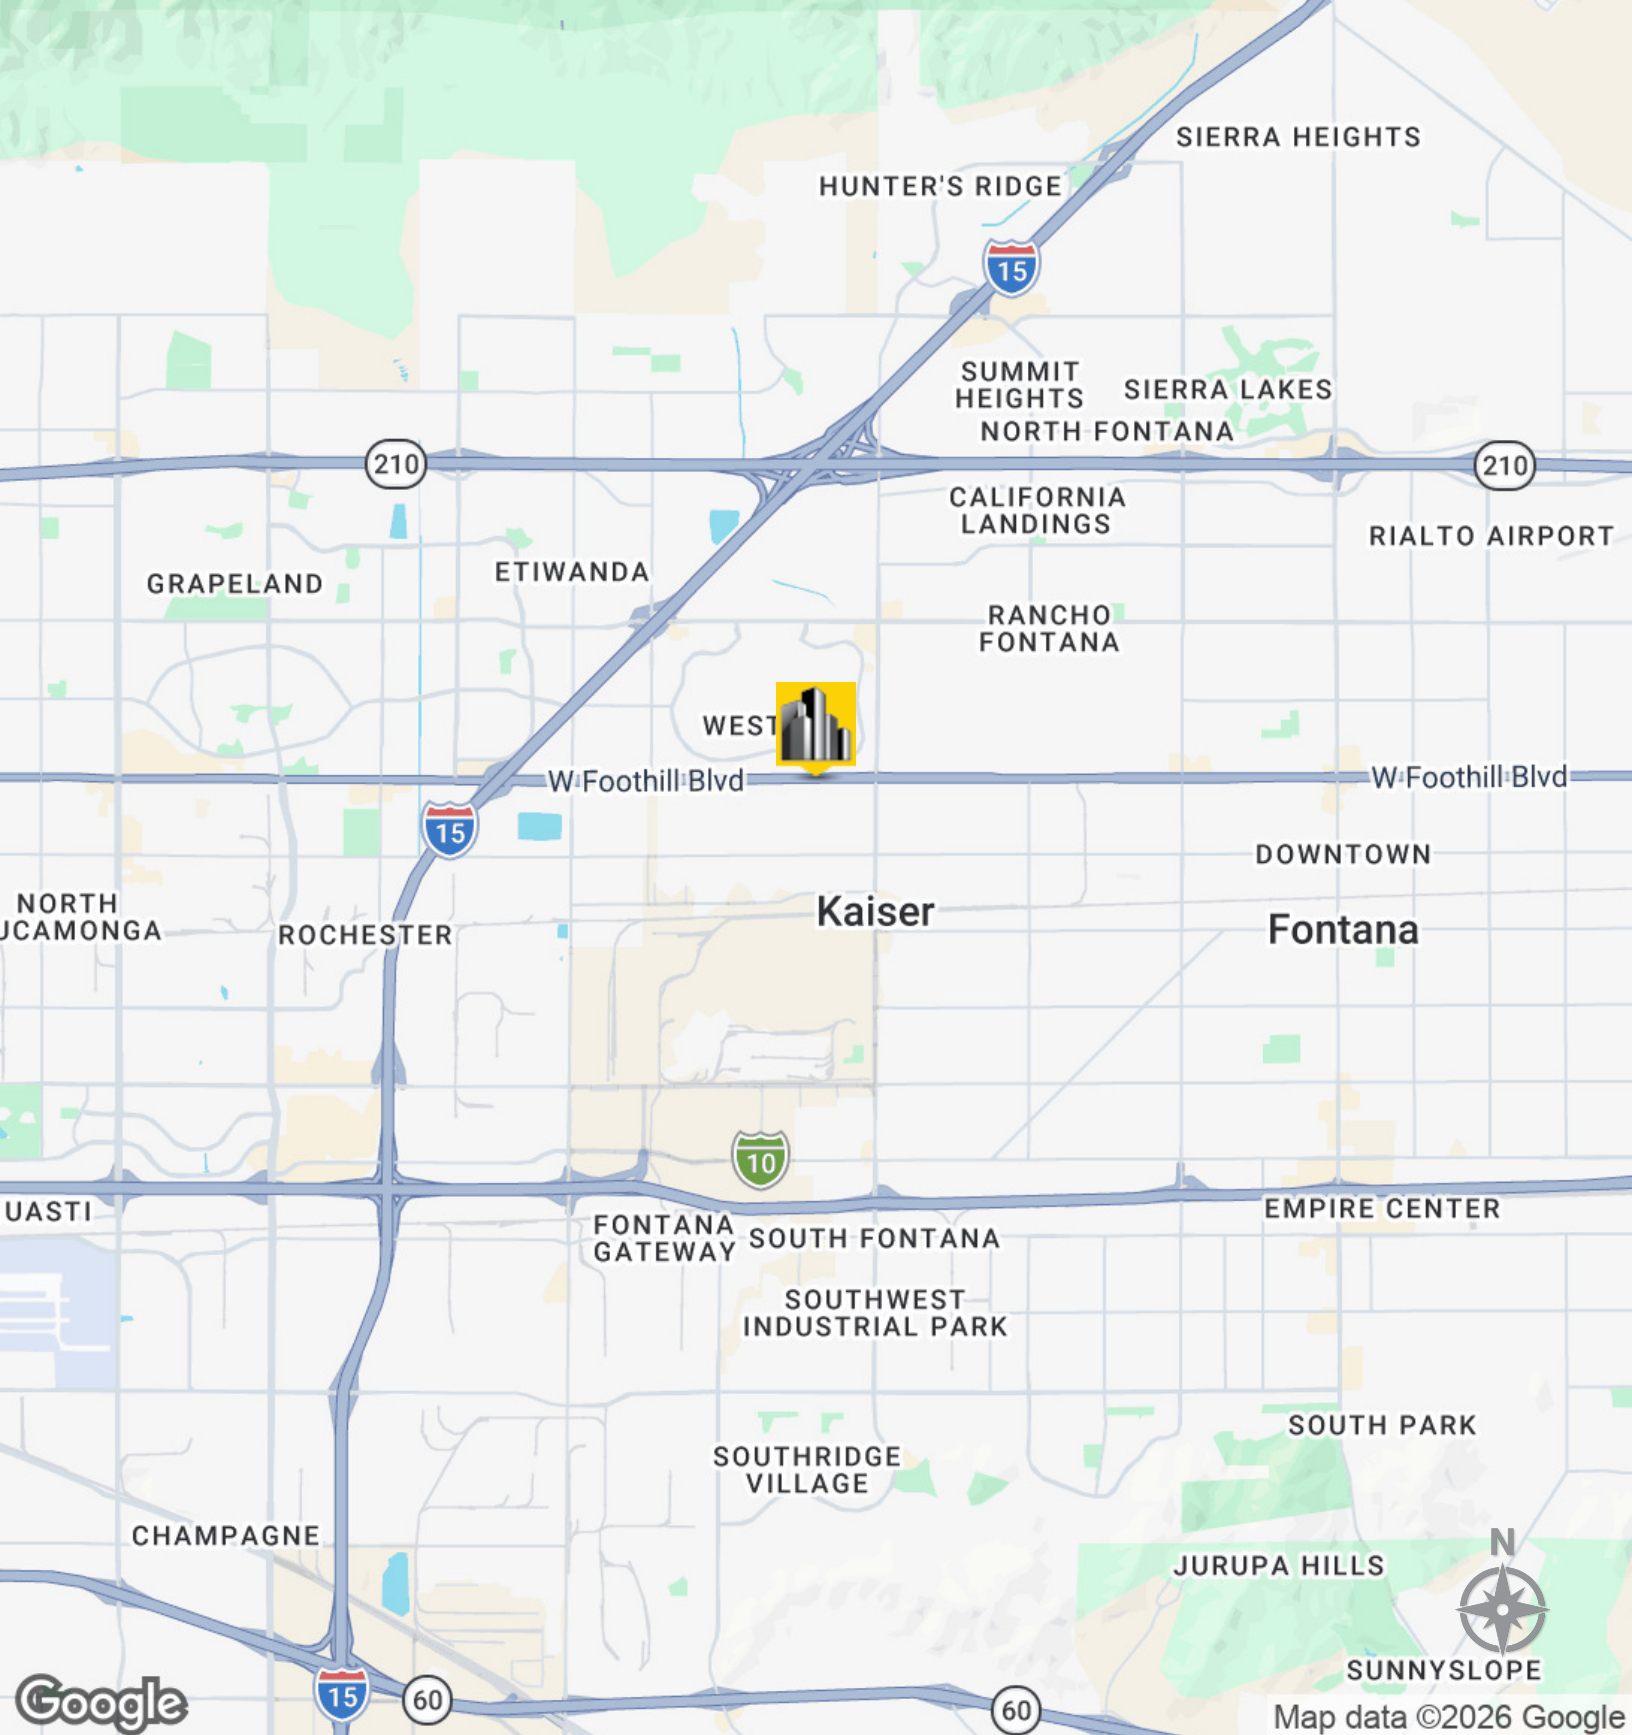 SIERRA HEIGHTS
HUNTER'S RIDGE
15
SUMMIT
HEIGHTS
SIERRA LAKES
NORTH FONTANA
210
210
CALIFORNIA
LANDINGS
RIALTO AIRPORT
ETIWANDA
GRAPELAND
RANCHO
FONTANA
WEST
W Foothill Blvd
W Foothill Blvd
15
DOWNTOWN
NORTH
UCAMONGA
Kaiser
ROCHESTER
Fontana
10
UASTI
EMPIRE CENTER
FONTANA
GATEWAY
SOUTH FONTANA
SOUTHWEST
INDUSTRIAL PARK
SOUTH PARK
SOUTHRIDGE
VILLAGE
CHAMPAGNE
N
JURUPA HILLS
SUNNYSLOPE
15
60
60
Google
Map data ©2026 Google